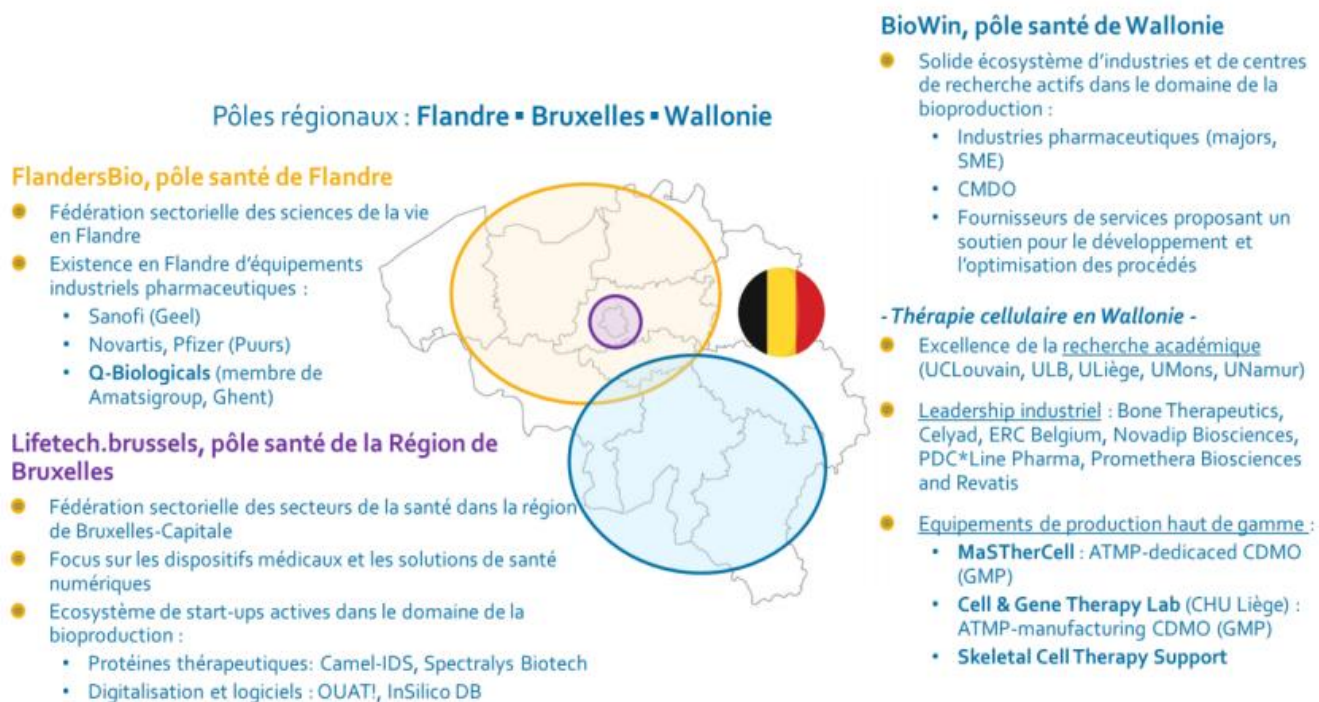 Pôles régionaux : Flandre ▪ Bruxelles ▪ Wallonie
FlandersBio, pôle santé de Flandre
Fédération sectorielle des sciences de la vie
en Flandre
Existence en Flandre d’équipements
industriels pharmaceutiques :
• Sanofi (Geel)
• Novartis, Pfizer (Puurs)
• Q-Biologicals (membre de
Amatsigroup, Ghent)
Lifetech.brussels, pôle santé de la Région de
Bruxelles
Fédération sectorielle des secteurs de la santé dans la région
de Bruxelles-Capitale
Focus sur les dispositifs médicaux et les solutions de santé
numériques
Ecosystème de start-ups actives dans le domaine de la
bioproduction :
• Protéines thérapeutiques: Camel-IDS, Spectralys Biotech
• Digitalisation et logiciels : OUAT!, InSilico DB
BioWin, pôle santé de Wallonie
Solide écosystème d’industries et de centres
de recherche actifs dans le domaine de la
bioproduction :
• Industries pharmaceutiques (majors,
SME)
• CMDO
• Fournisseurs de services proposant un
soutien pour le développement et
l’optimisation des procédés
- Thérapie cellulaire en Wallonie -
Excellence de la recherche académique
(UCLouvain, ULB, ULiège, UMons, UNamur)
Leadership industriel : Bone Therapeutics,
Celyad, ERC Belgium, Novadip Biosciences,
PDC*Line Pharma, Promethera Biosciences
and Revatis
Equipements de production haut de gamme :
• MaSTherCell : ATMP-dedicaced CDMO
(GMP)
• Cell & Gene Therapy Lab (CHU Liège) :
ATMP-manufacturing CDMO (GMP)
• Skeletal Cell Therapy Support